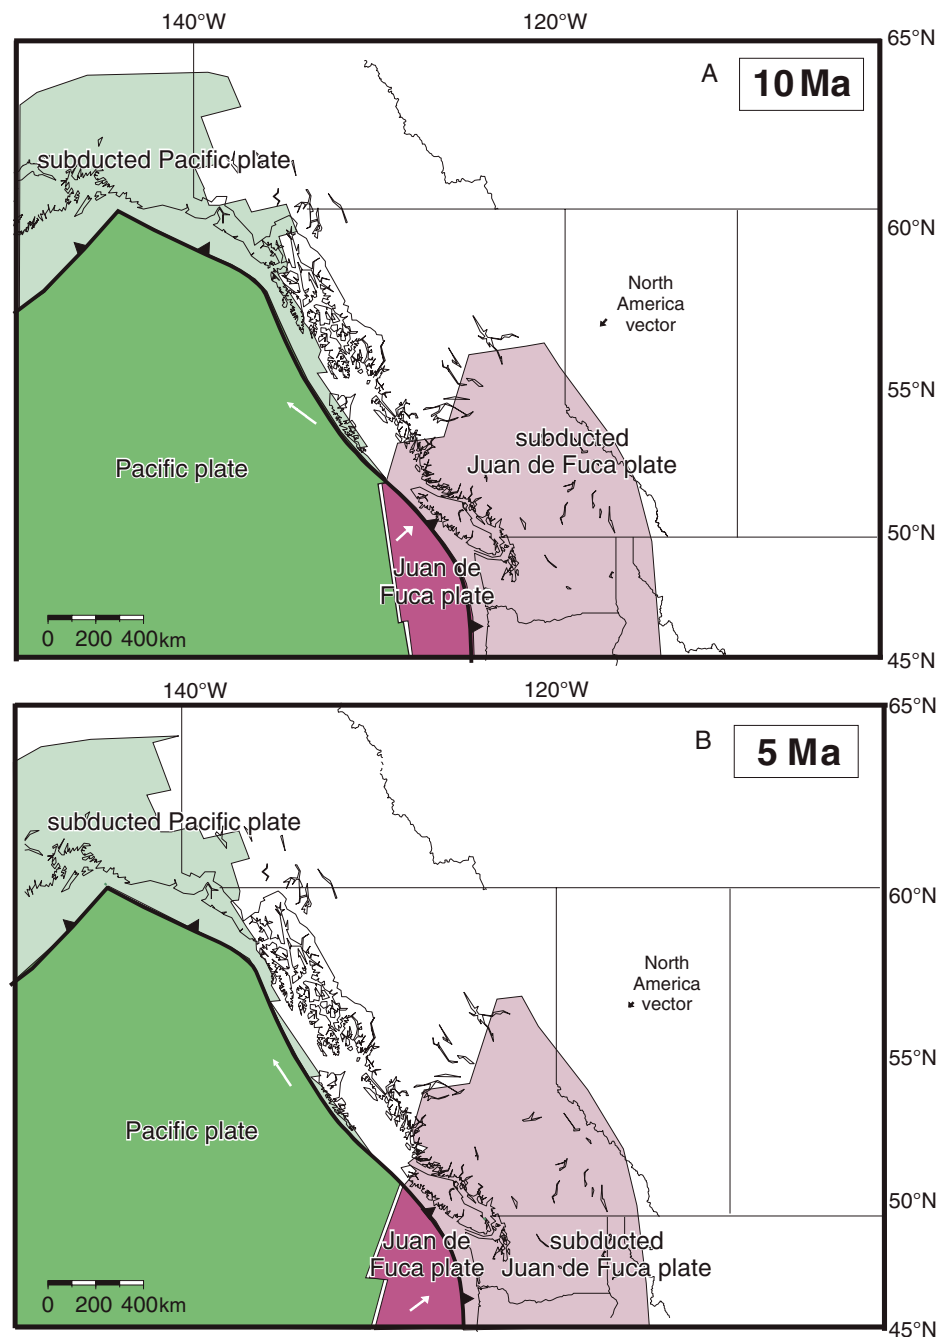 140°W 120°W
65°N
A 10 Ma
subducted Pacific plate
60°N
North
America
vector
55°N
subducted
Juan de Fuca plate
Pacific plate
50°N
Juan de
Fuca plate
0 200 400km
45°N
140°W 120°W
65°N
B 5 Ma
subducted Pacific plate
60°N
North
America
vector
55°N
Pacific plate
50°N
Juan de subducted
Fuca plate Juan de Fuca plate
0 200 400km
45°N